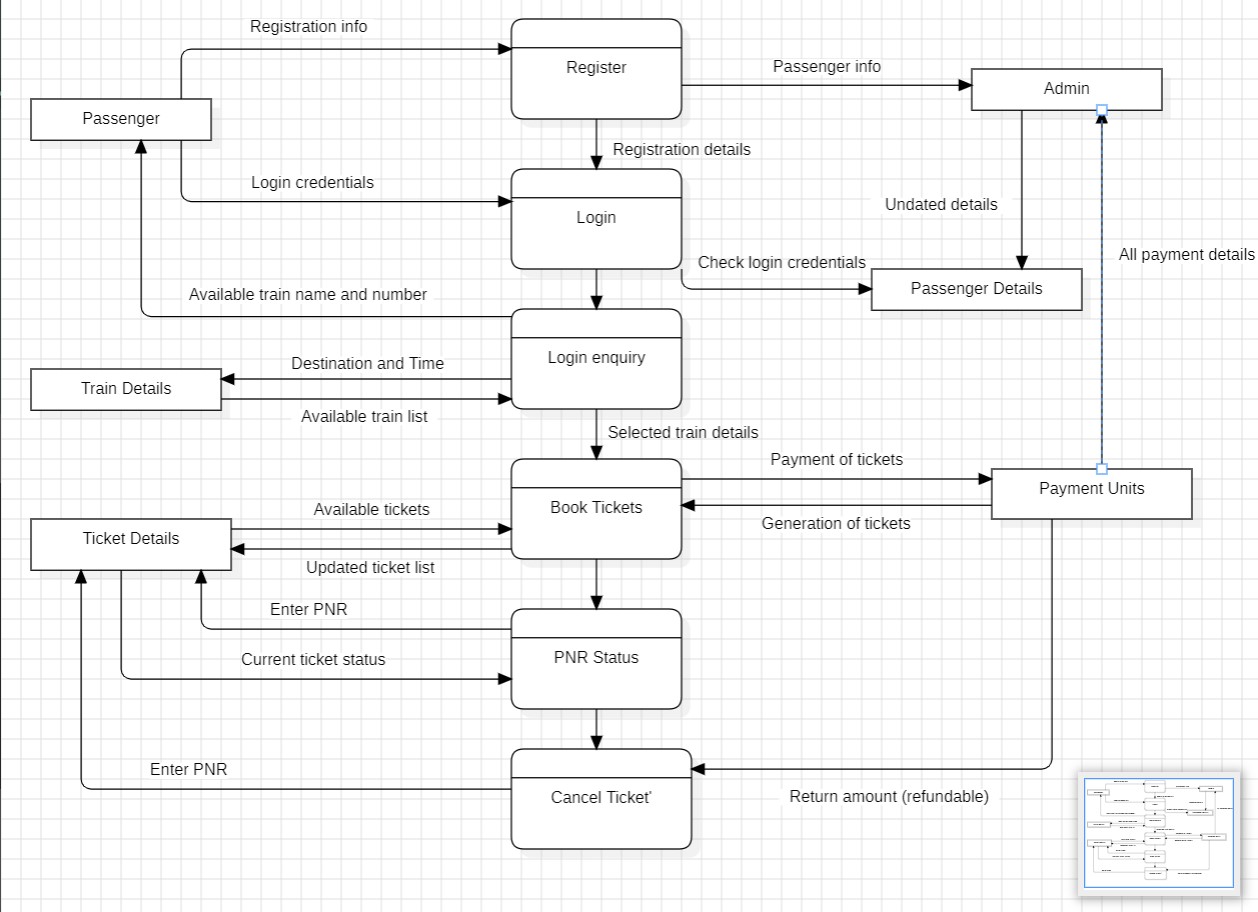 Registration info
Register
Passenger info
Admin
Passenger
Registration details
Login credentials
Login
Undated details
All payment details
Check login credentials
Passenger Details
Available train name and number
Login enquiry
Destination and Time
Train Details
Available train list
Selected train details
Payment of tickets
Payment Units
Book Tickets
Available tickets
Generation of tickets
Ticket Details
Updated ticket list
Enter PNR
PNR Status
Current ticket status
Enter PNR
Cancel Ticket'
Return amount (refundable)